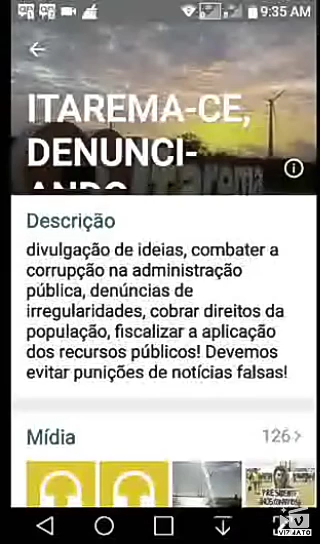 9:35 AM
ITAREMA-CE,
DENUNCI-
ANDO
Descrição
divulgação de ideias, combater a
corrupção na administração
pública, denúncias de
irregularidades, cobrar direitos da
população, fiscalizar a aplicação
dos recursos públicos! Devemos
evitar punições de notícias falsas!
Mídia
126